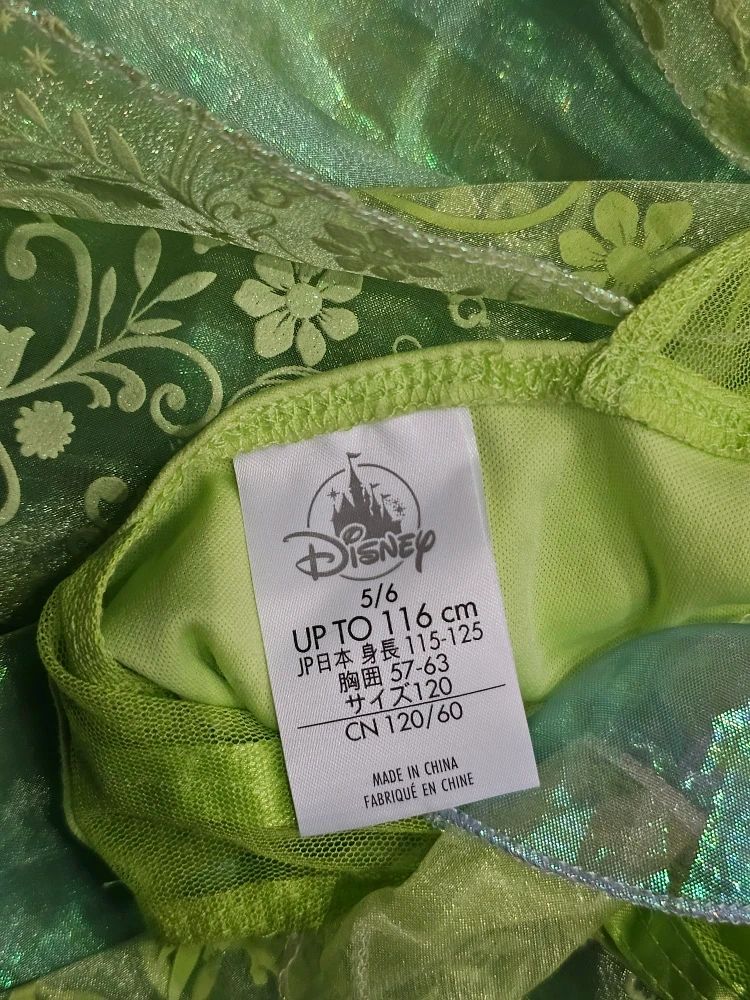 Disney
5/6
UP TO 116 cm
JP日本 身長 115-125
胸囲 57-63
サイズ120
CN 120/60
MADE IN CHINA
FABRIQUÉ EN CHINE